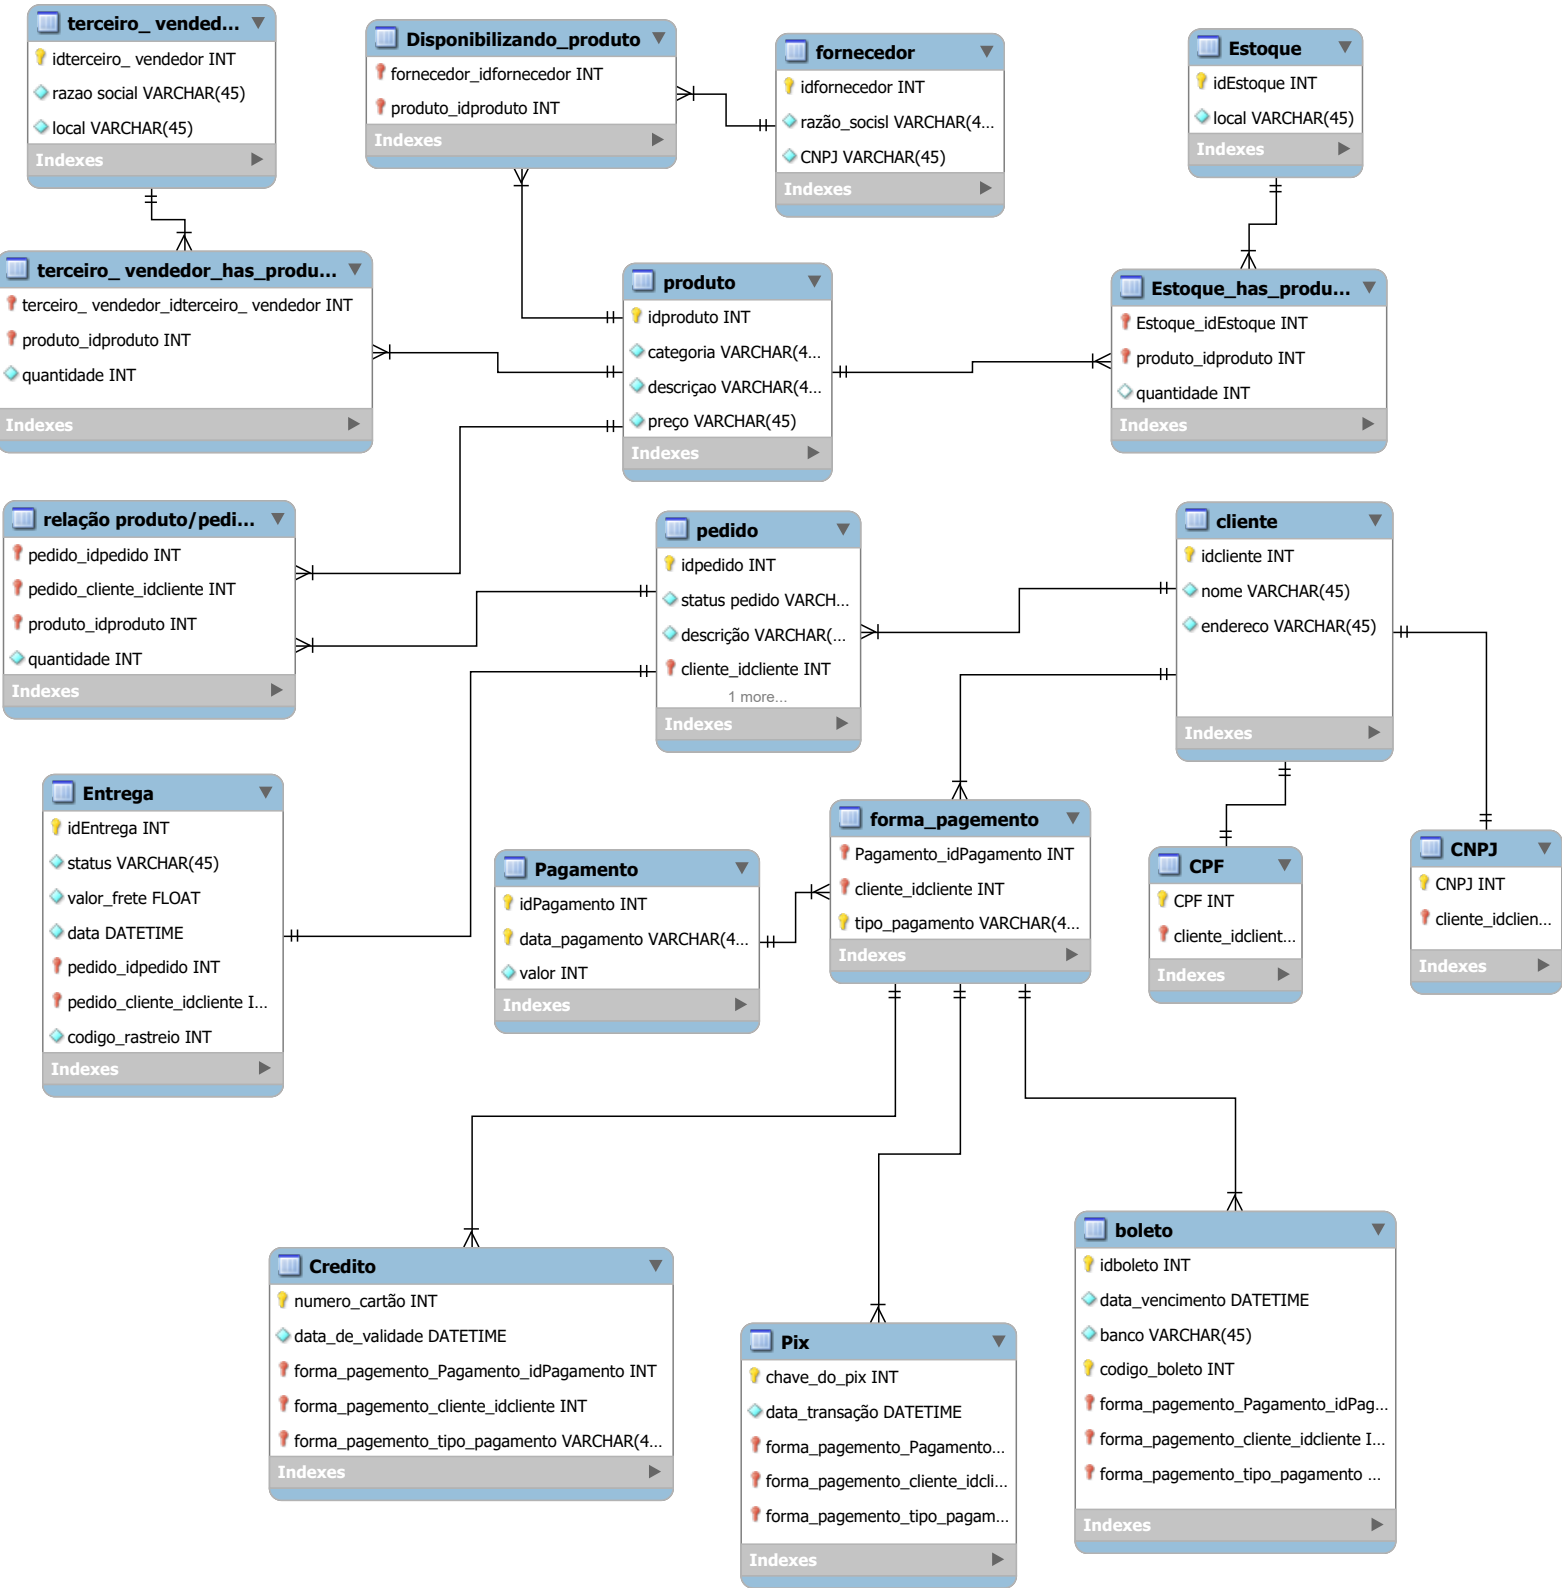 terceiro_ vended...
idterceiro_ vendedor INT
razao social VARCHAR(45)
local VARCHAR(45)
Indexes
Disponibilizando_produto
fornecedor_idfornecedor INT
produto_idproduto INT
Indexes
fornecedor
idfornecedor INT
razão_socisl VARCHAR(4...
CNPJ VARCHAR(45)
Indexes
Estoque
idEstoque INT
local VARCHAR(45)
Indexes
terceiro_ vendedor_has_produ...
terceiro_ vendedor_idterceiro_ vendedor INT
produto_idproduto INT
quantidade INT
Indexes
produto
idproduto INT
categoria VARCHAR(4...
descriçao VARCHAR(4...
preço VARCHAR(45)
Indexes
Estoque_has_produ...
Estoque_idEstoque INT
produto_idproduto INT
quantidade INT
Indexes
relação produto/pedi...
pedido_idpedido INT
pedido_cliente_idcliente INT
produto_idproduto INT
quantidade INT
Indexes
pedido
idpedido INT
status pedido VARCH...
descrição VARCHAR(...
cliente_idcliente INT
1 more...
Indexes
cliente
idcliente INT
nome VARCHAR(45)
endereco VARCHAR(45)
Indexes
Entrega
idEntrega INT
status VARCHAR(45)
valor_frete FLOAT
data DATETIME
pedido_idpedido INT
pedido_cliente_idcliente I...
codigo_rastreio INT
Indexes
Pagamento
idPagamento INT
data_pagamento VARCHAR(4...
valor INT
Indexes
forma_pagemento
Pagamento_idPagamento INT
cliente_idcliente INT
tipo_pagamento VARCHAR(4...
Indexes
CPF
CPF INT
cliente_idclient...
Indexes
CNPJ
CNPJ INT
cliente_idclien...
Indexes
Credito
numero_cartão INT
data_de_validade DATETIME
forma_pagemento_Pagamento_idPagamento INT
forma_pagemento_cliente_idcliente INT
forma_pagemento_tipo_pagamento VARCHAR(4...
Indexes
Pix
chave_do_pix INT
data_transação DATETIME
forma_pagemento_Pagamento...
forma_pagemento_cliente_idcli...
forma_pagemento_tipo_pagam...
Indexes
boleto
idboleto INT
data_vencimento DATETIME
banco VARCHAR(45)
codigo_boleto INT
forma_pagemento_Pagamento_idPag...
forma_pagemento_cliente_idcliente I...
forma_pagemento_tipo_pagamento ...
Indexes